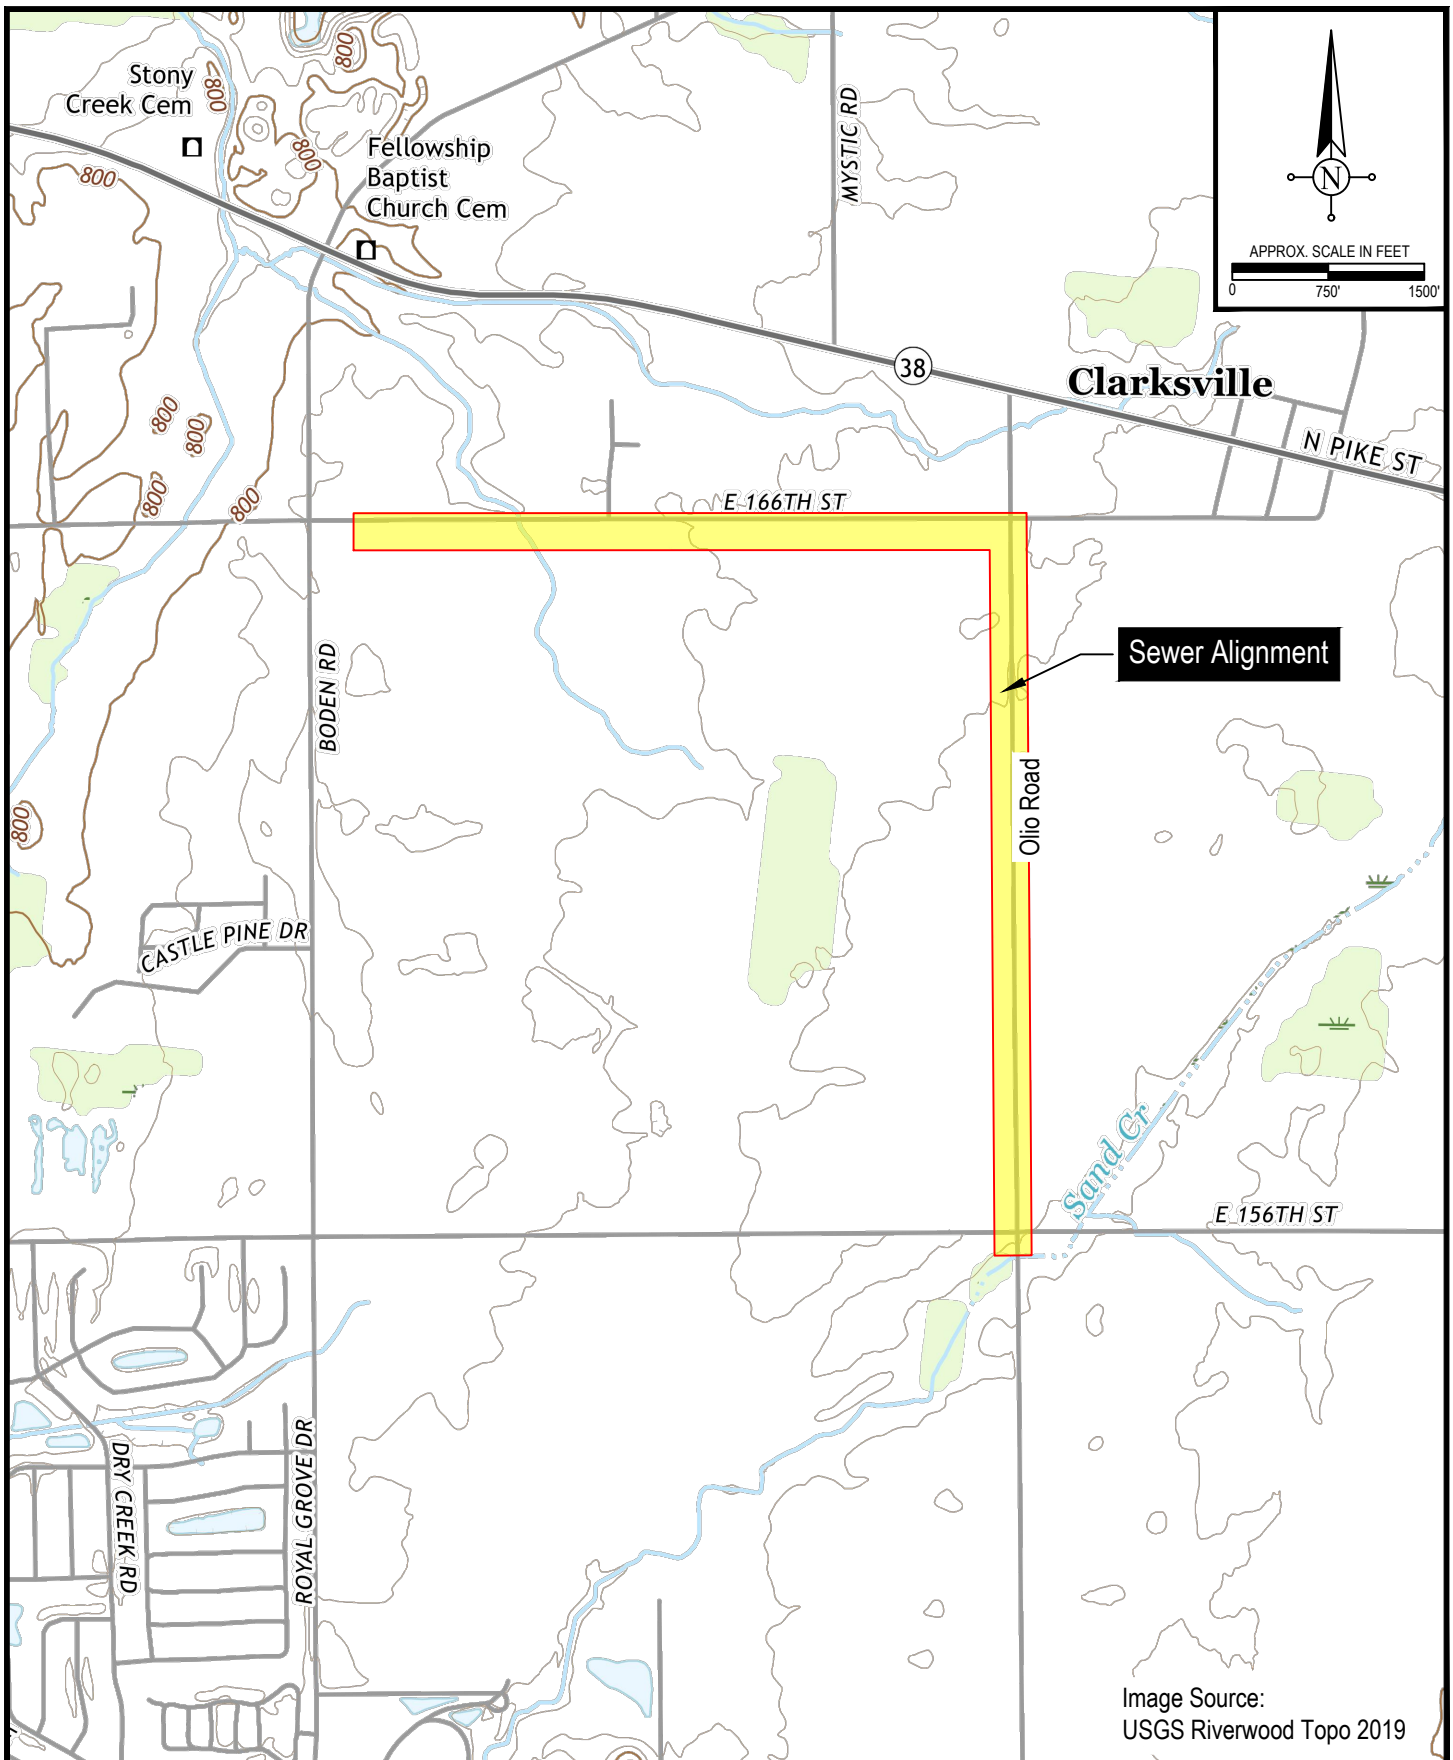 Stony
Creek Cem
800
800
800
800
Fellowship
Baptist
Church Cem
MYSTIC RD
N
APPROX. SCALE IN FEET
0 750' 1500'
38
Clarksville
N PIKE ST
800
800
800
800
E 166TH ST
BODEN RD
Sewer Alignment
Olio Road
800
CASTLE PINE DR
Sand Cr
E 156TH ST
DRY CREEK RD
ROYAL GROVE DR
Image Source:
USGS Riverwood Topo 2019